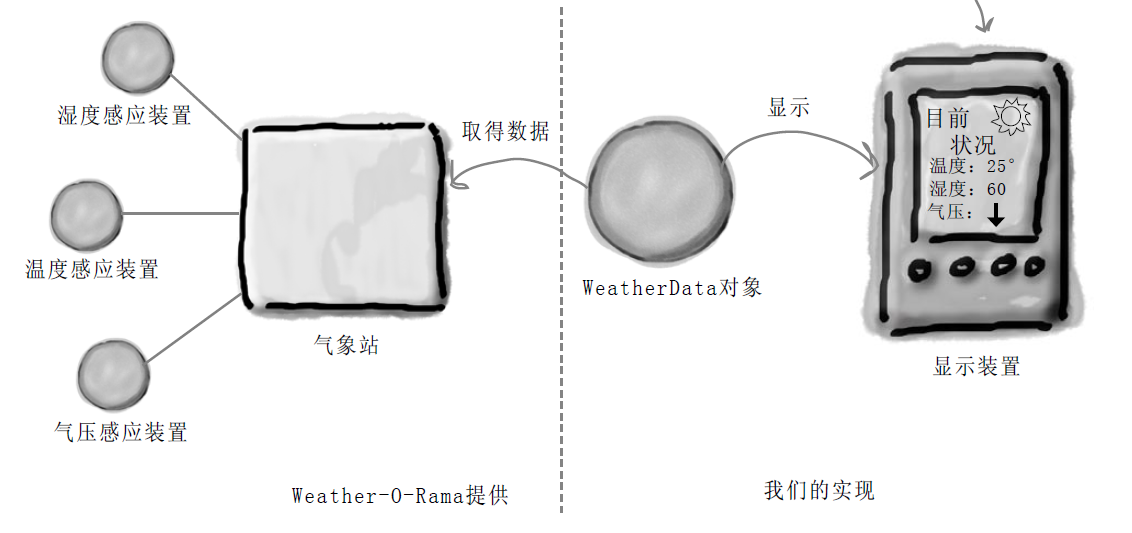 湿度感应装置
温度感应装置
气压感应装置
气象站
取得数据
Weather-O-Rama提供
WeatherData对象
显示
目前
状况
温度：25°
湿度：60
气压：
显示装置
我们的实现